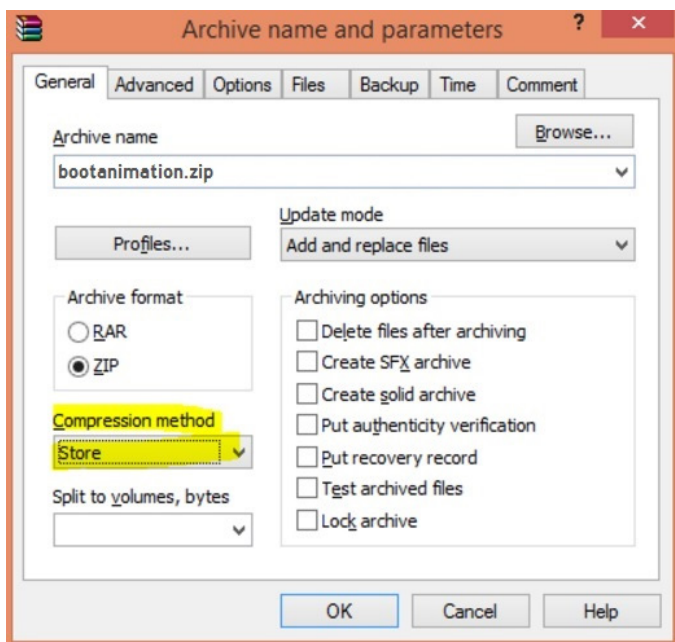 Archive name and parameters
?
×
General Advanced Options Files Backup Time Comment
Archive name
Browse...
bootanimation.zip
Update mode
Profiles...
Add and replace files
Archive format
RAR
ZIP
Compression method
Store
Split to volumes, bytes
Archiving options
Delete files after archiving
Create SFX archive
Create solid archive
Put authenticity verification
Put recovery record
Test archived files
Lock archive
OK Cancel Help